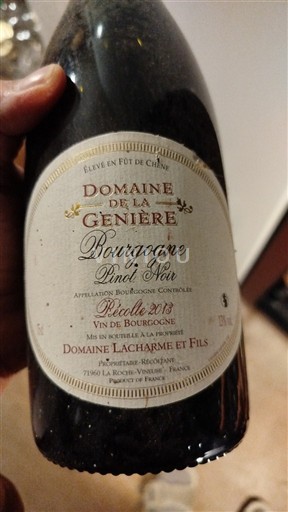 ÉLEVÉ EN FÛT DE CHÊNE
DOMAINE
DE LA
GENIÈRE
Bourgogne
Pinot Noir
APPELLATION BOURGOGNE CONTRÔLÉE
Récolte 2013
VIN DE BOURGOGNE
MIS EN BOUTEILLE À LA PROPRIÉTÉ
DOMAINE LACHARME ET FILS
PROPRIÉTAIRE-RÉCOLTANT
71960 LA ROCHE-VINEUSE - FRANCE
PRODUCT OF FRANCE